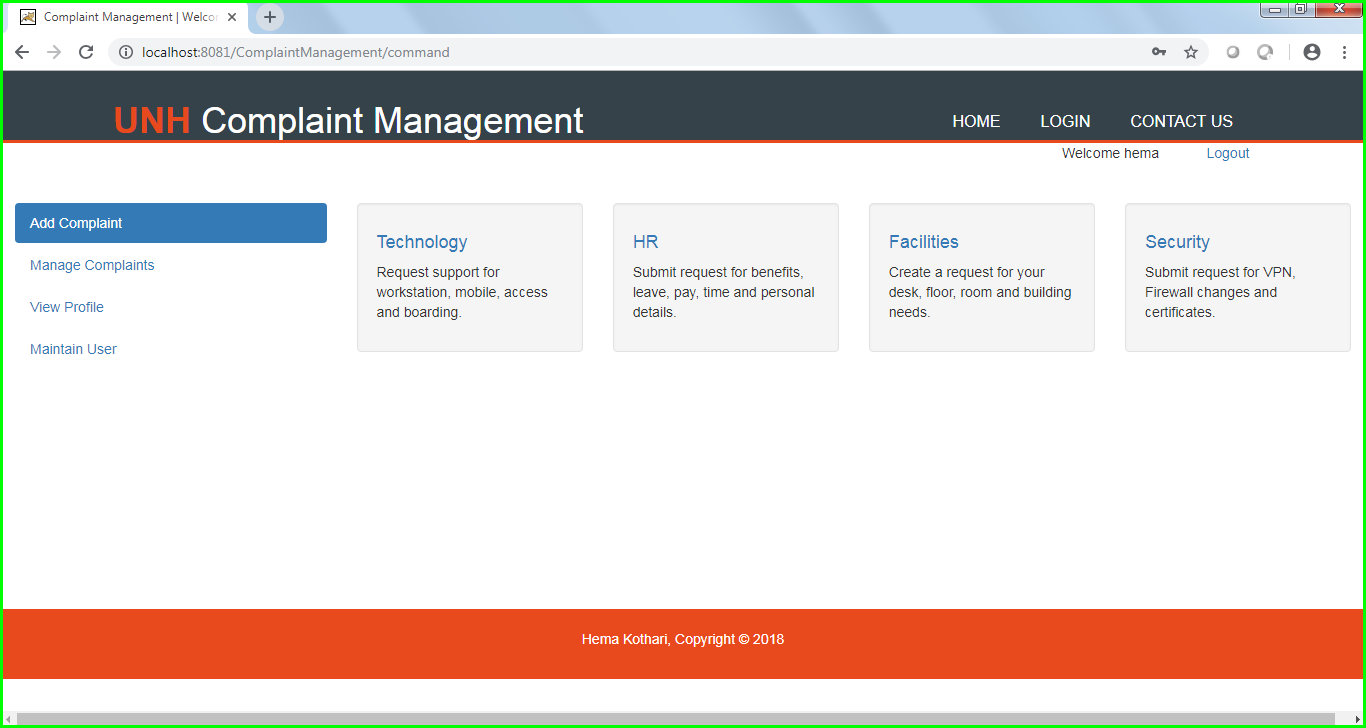 Complaint Management | Welco
localhost:8081/ComplaintManagement/command
UNH Complaint Management
HOME LOGIN CONTACT US
Welcome hema Logout
Add Complaint
Manage Complaints
View Profile
Maintain User
Technology
Request support for
workstation, mobile, access
and boarding.
HR
Submit request for benefits,
leave, pay, time and personal
details.
Facilities
Create a request for your
desk, floor, room and building
needs.
Security
Submit request for VPN,
Firewall changes and
certificates.
Hema Kothari, Copyright © 2018